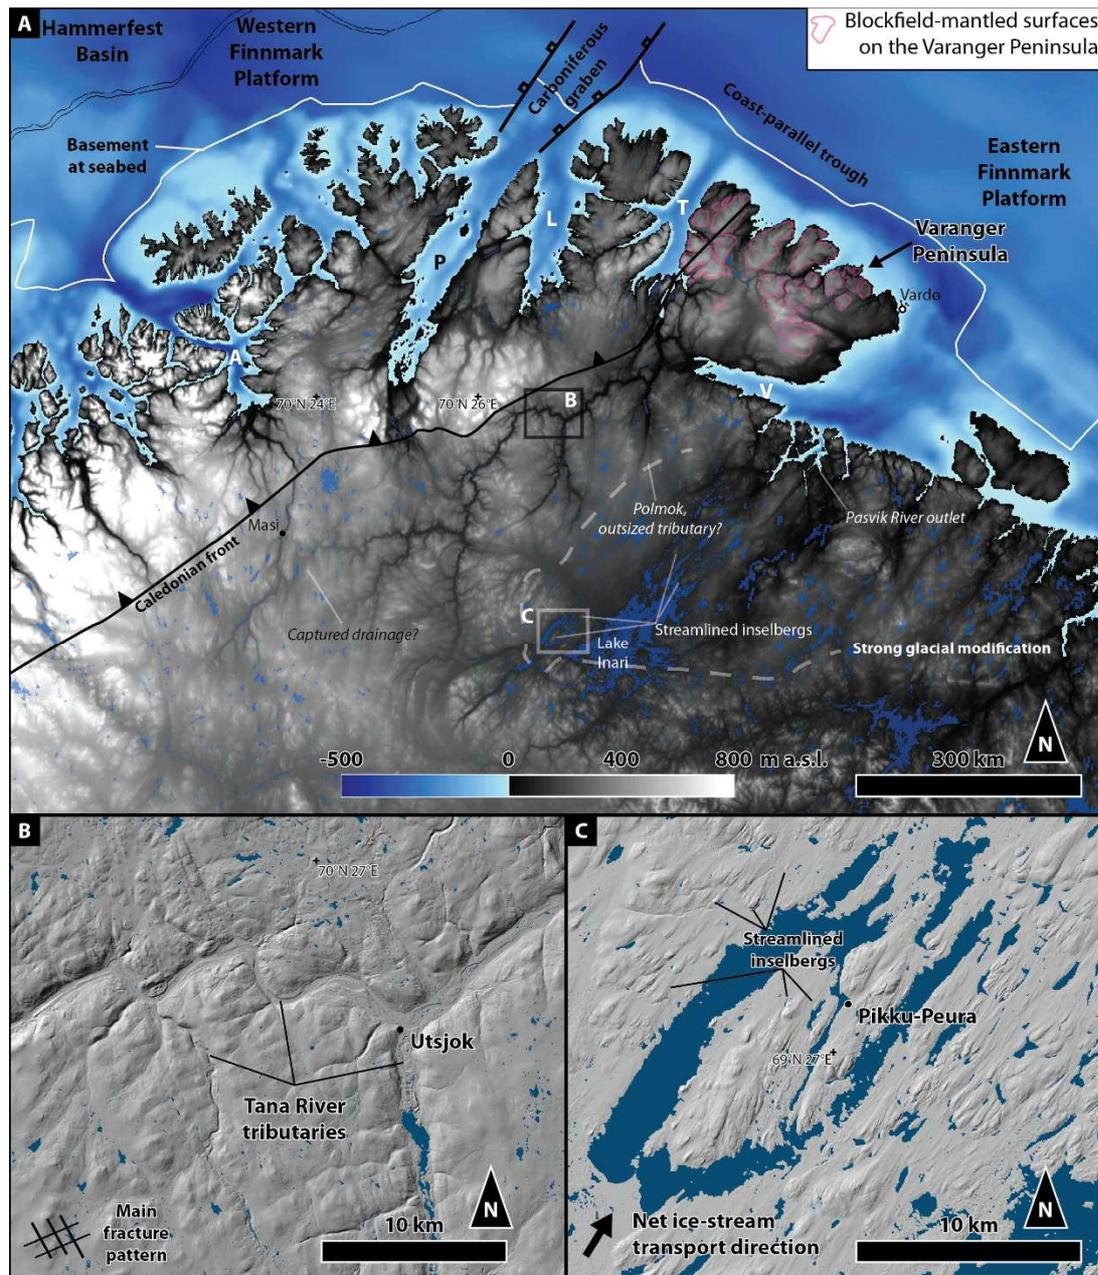 A
Hammerfest
Basin
Western
Finnmark
Platform
Carboniferous
graben
Blockfield-mantled surfaces
on the Varanger Peninsula
Basement
at seabed
Coast-parallel trough
Eastern
Finnmark
Platform
T
L
P
Varanger
Peninsula
Vardø
A
V
70°N 24°E
70°N 26°E
B
Masi
Caledonian front
Polmok,
outsized tributary?
Pasvik River outlet
Captured drainage?
C
Streamlined inselbergs
Lake
Inari
Strong glacial modification
-500
0
400
800 m a.s.l.
300 km
N
B
70°N 27°E
Utsjok
Tana River
tributaries
Main
fracture
pattern
10 km
N
C
Streamlined
inselbergs
Pikku-Peura
69°N 27°E
Net ice-stream
transport direction
10 km
N